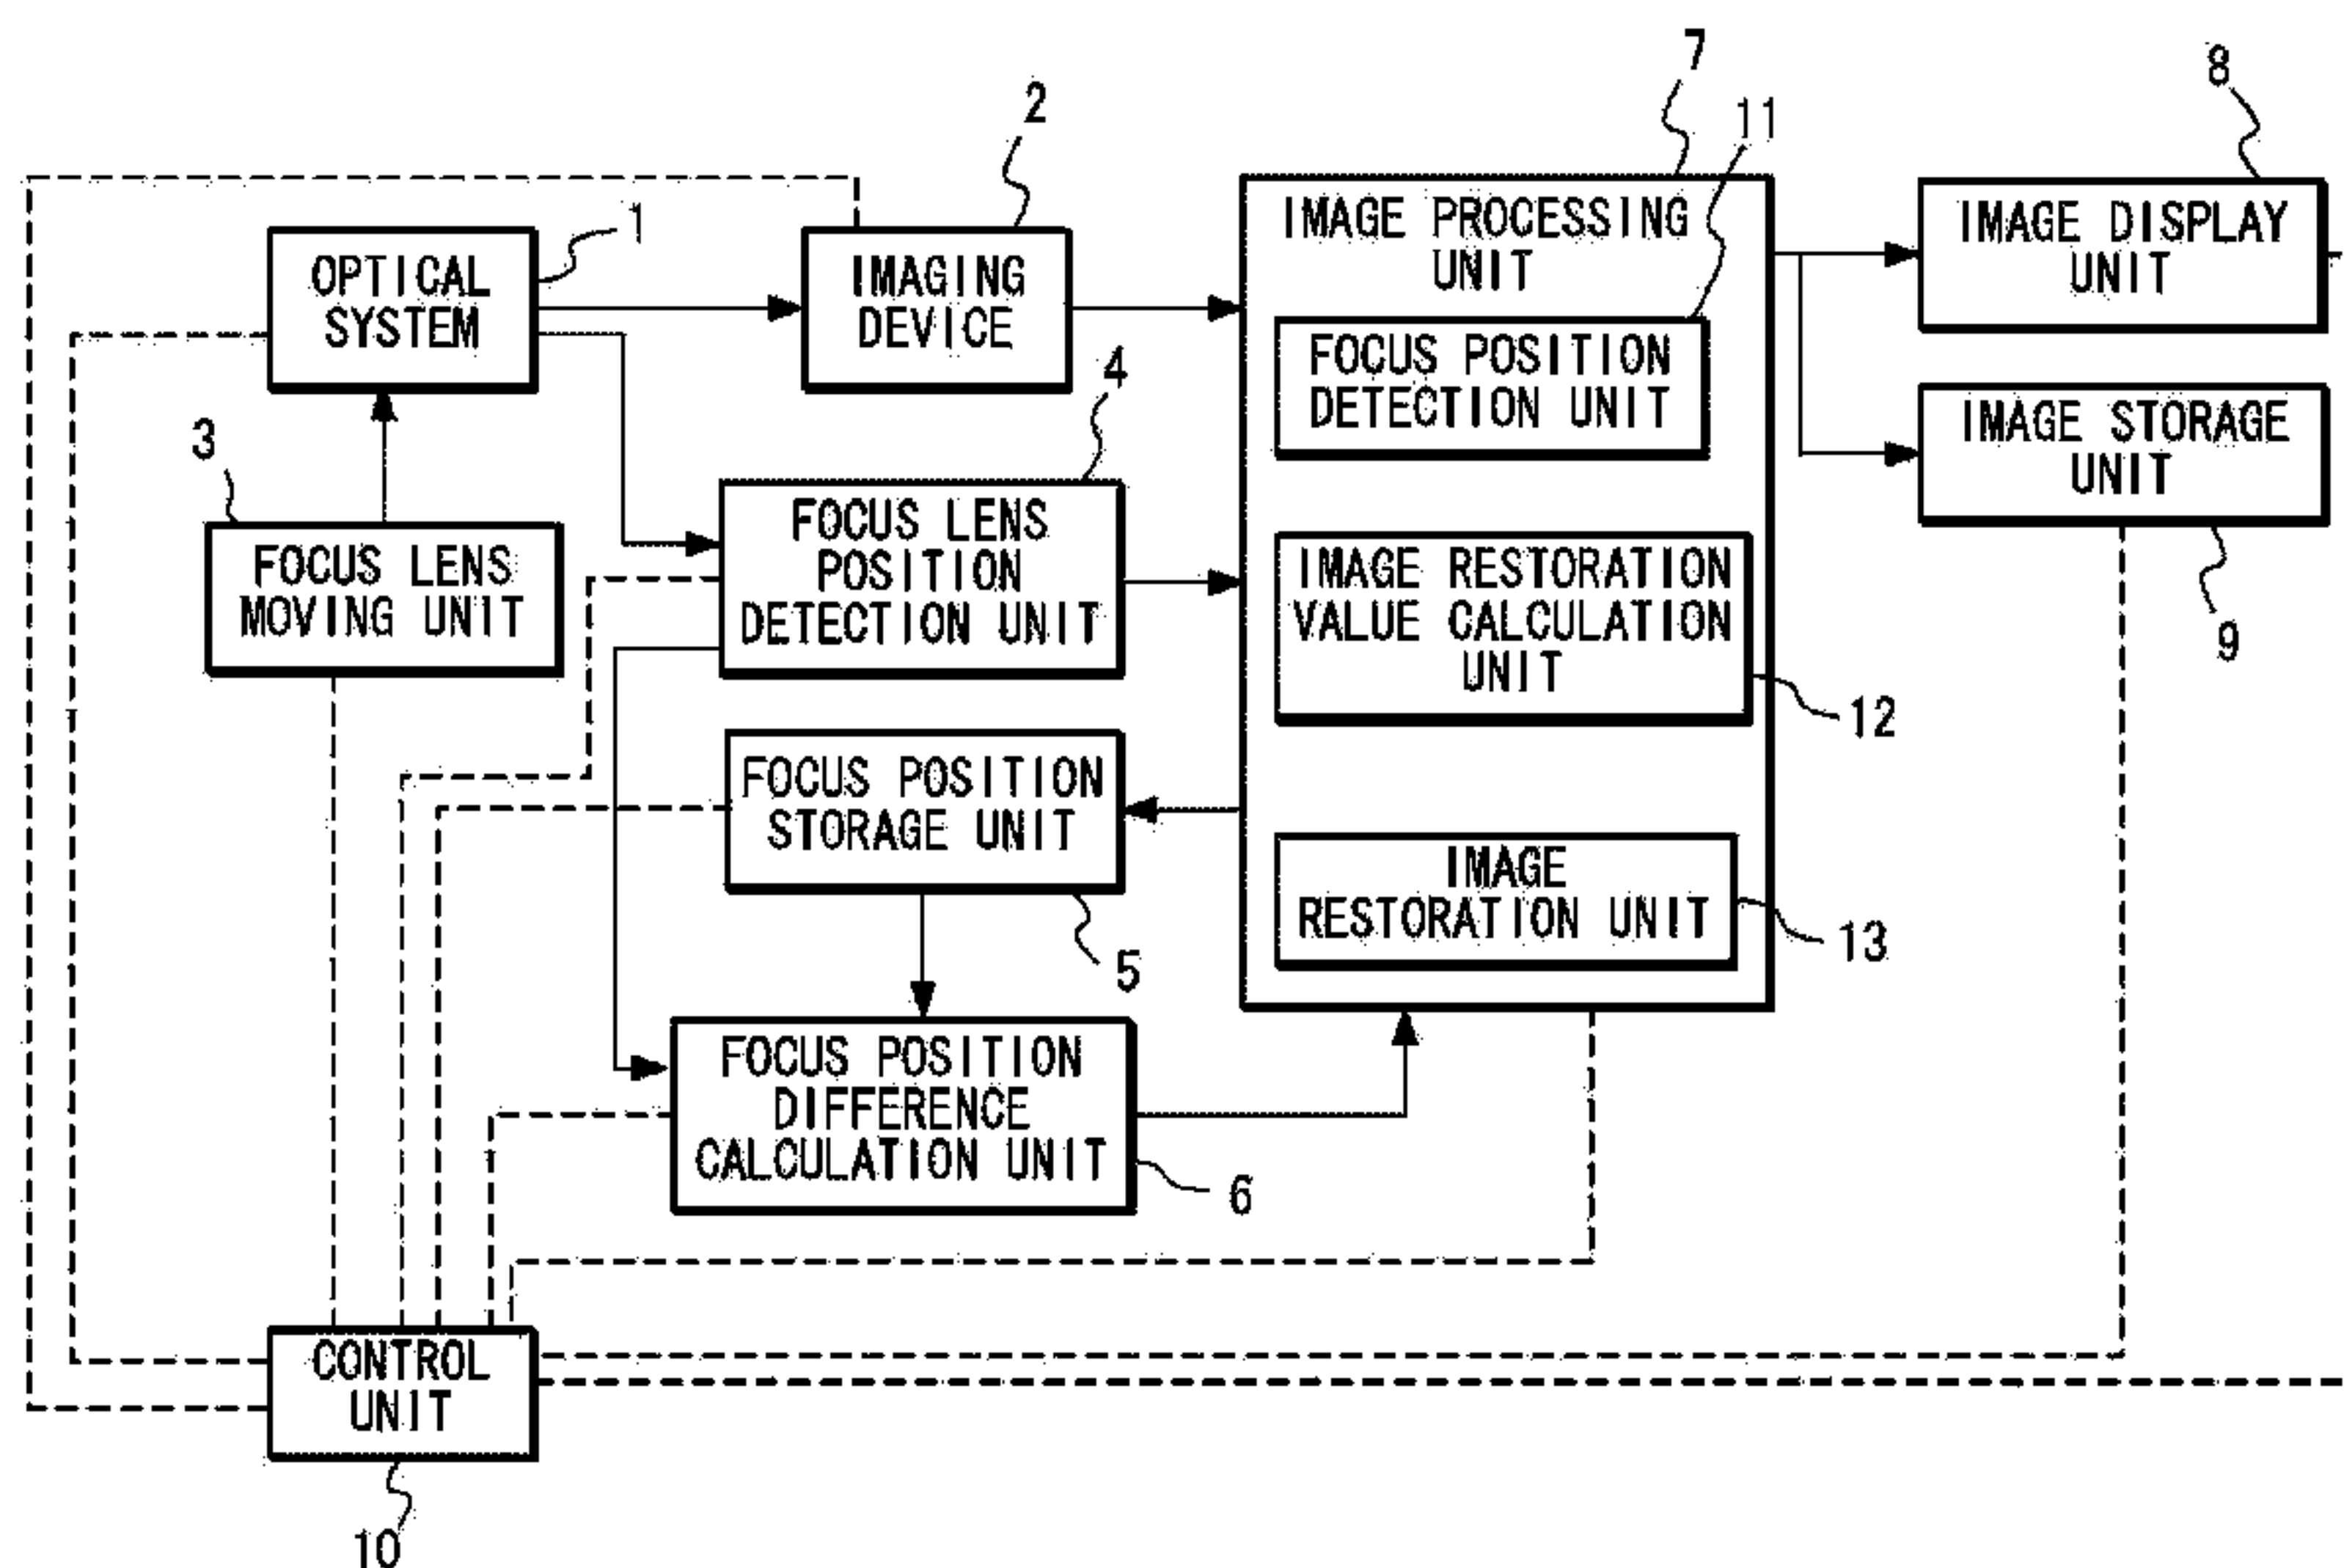 7
8
2
11
1
IMAGE PROCESSING
UNIT
IMAGE DISPLAY
UNIT
OPTICAL
SYSTEM
IMAGING
DEVICE
FOCUS POSITION
DETECTION UNIT
4
3
IMAGE STORAGE
UNIT
FOCUS LENS
POSITION
DETECTION UNIT
FOCUS LENS
MOVING UNIT
IMAGE RESTORATION
VALUE CALCULATION
UNIT
9
12
FOCUS POSITION
STORAGE UNIT
IMAGE
RESTORATION UNIT
13
5
FOCUS POSITION
DIFFERENCE
CALCULATION UNIT
6
CONTROL
UNIT
10